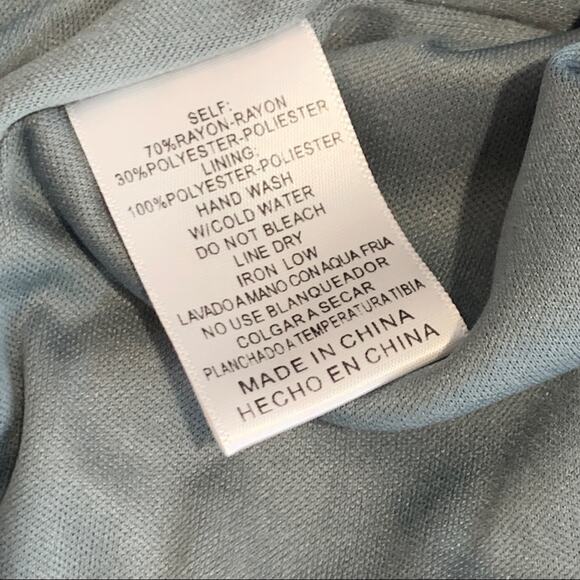 SELF:
70%RAYON-RAYON
30%POLYESTER-POLIESTER
LINING:
100%POLYESTER-POLIESTER
HAND WASH
W/COLD WATER
DO NOT BLEACH
LINE DRY
IRON LOW
LAVADO A MANO CON AQUA FRIA
NO USE BLANQUEADOR
COLGAR A SECAR
PLANCHADO A TEMPERATURA TIBIA
MADE IN CHINA
HECHO EN CHINA